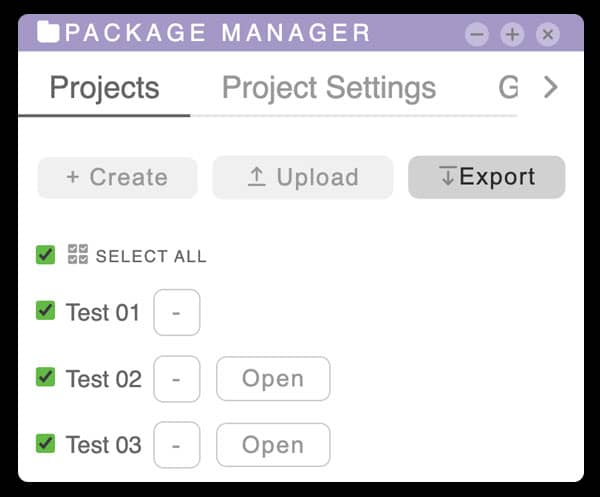 PACKAGE MANAGER
Projects Project Settings G
+ Create Upload Export
SELECT ALL
Test 01 -
Test 02 - Open
Test 03 - Open